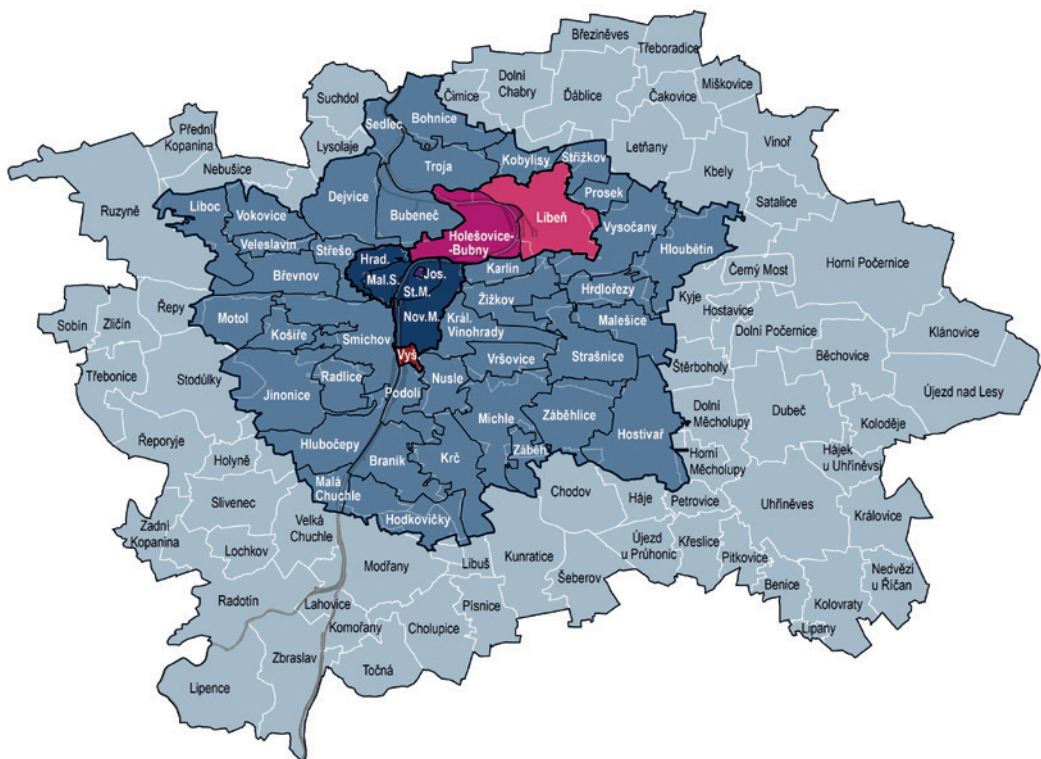 Březiněves
Třeboradice
Dolní
Chabry
Miškovice
Ďáblice
Čakovice
Čimice
Suchdol
Sedlec
Bohnice
Přední
Kopanina
Lysolaje
Vinoř
Letňany
Nebušice
Troja
Kobylisy
Střížkov
Kbely
Dejvice
Prosek
Satalice
Ruzyně
Liboc
Vokovice
Bubeneč
Libeň
Vysočany
Holešovice-
-Bubny
Hloubětín
Veleslavín
Střešo
Horní Počernice
Hrad.
Břevnov
Mal.S.
Jos.
Karlín
Černý Most
St.M.
Hrdlořezy
Kyje
Žižkov
Řepy
Hostavice
Motol
Nov.M.
Král.
Vinohrady
Malešice
Sobín
Zličín
Dolní Počernice
Klánovice
Košíře
Smíchov
Vyš.
Vršovice
Strašnice
Běchovice
Štěrboholy
Třebonice
Stodůlky
Radlice
Jinonice
Podolí
Nusle
Újezd nad Lesy
Dolní
Měcholupy
Dubeč
Michle
Záběhlice
Koloděje
Řeporyje
Hlubočepy
Hostivař
Holyně
Braník
Krč
Záběh.
Horní
Měcholupy
Hájek
u Uhříněvsi
Malá
Chuchle
Slivenec
Chodov
Háje
Petrovice
Uhříněves
Královice
Zadní
Kopanina
Velká
Chuchle
Hodkovičky
Lochkov
Kunratice
Újezd
u Průhonic
Křeslice
Pitkovice
Modřany
Libuš
Šeberov
Benice
Nedvězí
u Říčan
Radotín
Lahovice
Písnice
Kolovraty
Komořany
Cholupice
Lipany
Zbraslav
Točná
Lipence